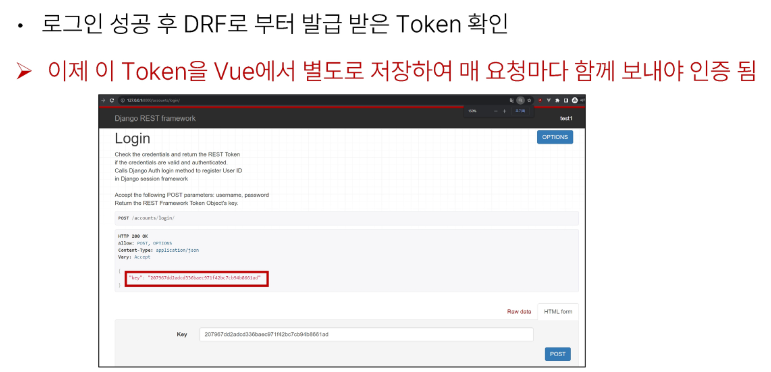 • 로그인 성공 후 DRF로 부터 발급 받은 Token 확인
➢ 이제 이 Token을 Vue에서 별도로 저장하여 매 요청마다 함께 보내야 인증 됨
Django REST framework
test1
Login
OPTIONS
Check the credentials and return the REST Token
if the credentials are valid and authenticated.
Calls Django Auth login method to register User ID
in Django session framework
Accept the following POST parameters: username, password
Return the REST Framework Token Object's key.
POST /accounts/login/
HTTP 200 OK
Allow: POST, OPTIONS
Content-Type: application/json
Vary: Accept
{
"key":
}
Raw data
HTML form
Key
POST